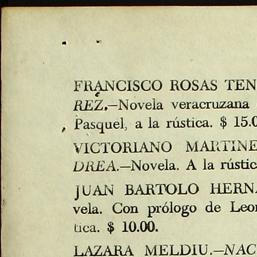 FRANCISCO ROSAS TEN
REZ.—Novela veracruzana
Pasquel, a la rústica. $ 15.0
VICTORIANO MARTINE
DREA.—Novela. A la rústic
JUAN BARTOLO HERN
vela. Con prólogo de Leo
tica. $ 10.00.
LAZARA MELDIU.—NAC